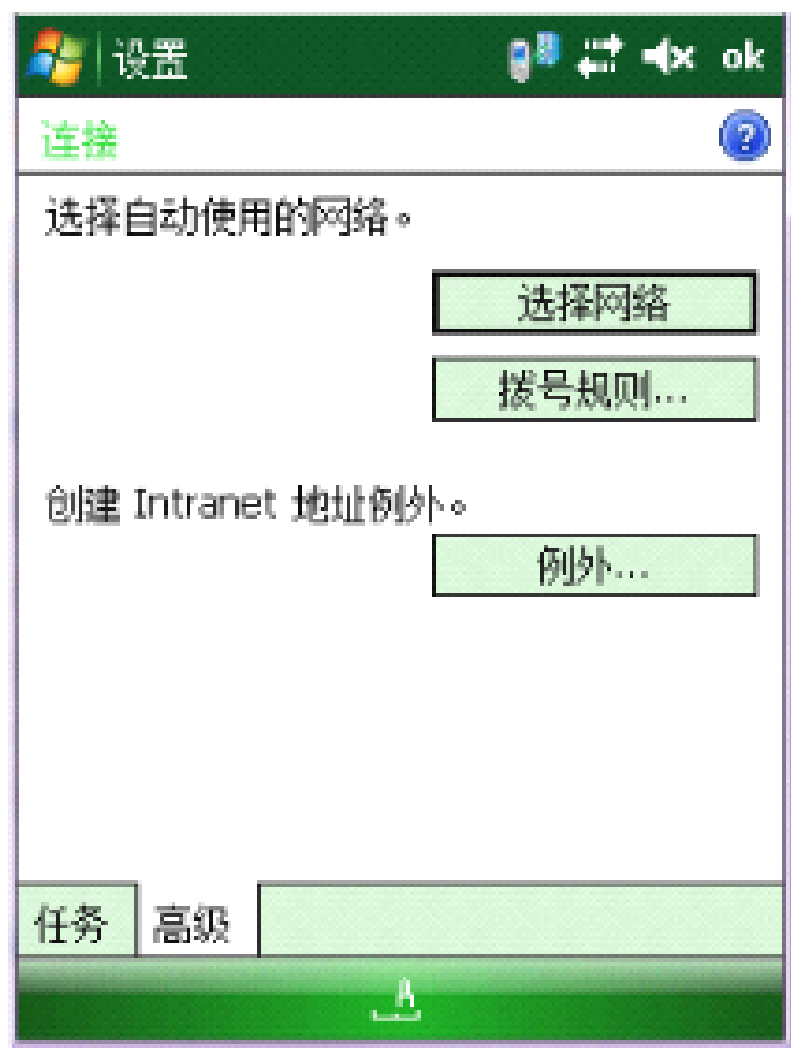 设置 ok
连接 ?
选择自动使用的网络。
选择网络
拨号规则...
创建 Intranet 地址例外。
例外...
任务 高级
A